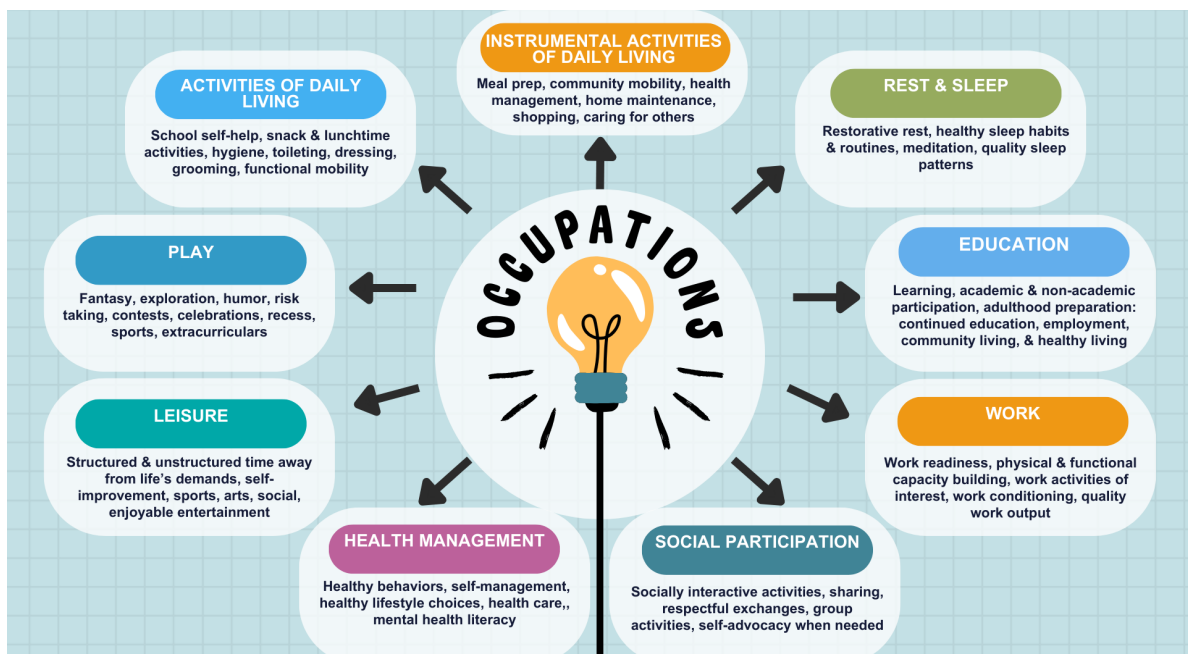 INSTRUMENTAL ACTIVITIES
OF DAILY LIVING
Meal prep, community mobility, health
management, home maintenance,
shopping, caring for others
ACTIVITIES OF DAILY
LIVING
School self-help, snack & lunchtime
activities, hygiene, toileting, dressing,
grooming, functional mobility
REST & SLEEP
Restorative rest, healthy sleep habits
& routines, meditation, quality sleep
patterns
OCCUPATIONS
PLAY
Fantasy, exploration, humor, risk
taking, contests, celebrations, recess,
sports, extracurriculars
EDUCATION
Learning, academic & non-academic
participation, adulthood preparation:
continued education, employment,
community living, & healthy living
LEISURE
Structured & unstructured time away
from life's demands, self-
improvement, sports, arts, social,
enjoyable entertainment
WORK
Work readiness, physical & functional
capacity building, work activities of
interest, work conditioning, quality
work output
HEALTH MANAGEMENT
Healthy behaviors, self-management,
healthy lifestyle choices, health care,,
mental health literacy
SOCIAL PARTICIPATION
Socially interactive activities, sharing,
respectful exchanges, group
activities, self-advocacy when needed